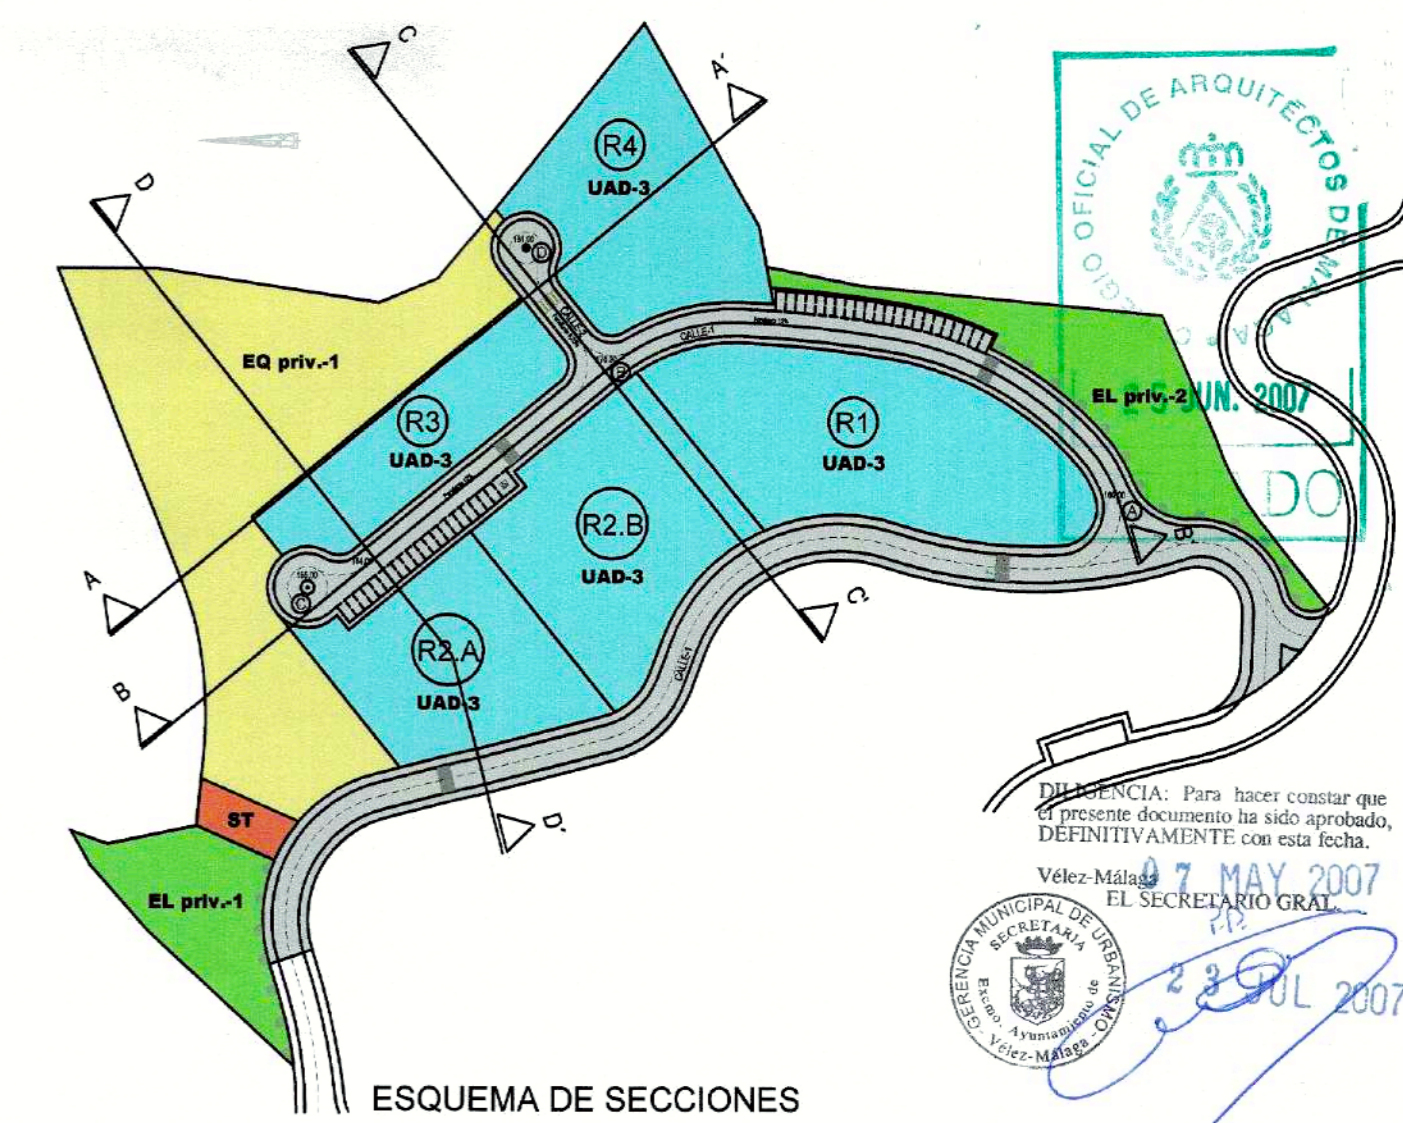 C
A'
D
R4
UAD-3
COLEGIO OFICIAL DE ARQUITECTOS DE MALAGA
D
EQ priv.-1
CALLE-1
B
EL priv.-2
25 JUN. 2007
R3
UAD-3
R1
UAD-3
DO
R2.B
UAD-3
A
B'
A
C
C'
R2.A
UAD-3
CALLE-1
B
ST
D'
EL priv.-1
DILIGENCIA: Para hacer constar que
el presente documento ha sido aprobado,
DEFINITIVAMENTE con esta fecha.
Vélez-Málaga 07 MAY 2007
EL SECRETARIO GRAL.
P.D.
23 JUL 2007
GERENCIA MUNICIPAL DE URBANISMO
SECRETARIA
Excmo. Ayuntamiento de
Vélez-Málaga
ESQUEMA DE SECCIONES